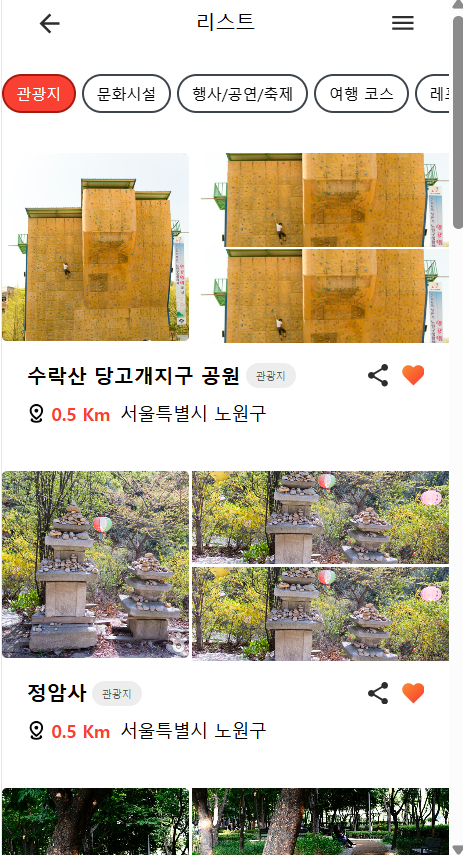 리스트
관광지 문화시설 행사/공연/축제 여행 코스 레
수락산 당고개지구 공원 관광지
0.5 Km 서울특별시 노원구
정암사 관광지
0.5 Km 서울특별시 노원구